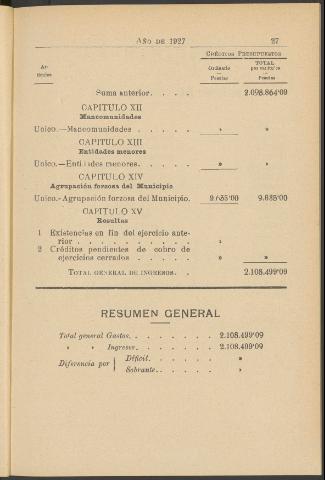 AÑO DE 1927 27
CRÉDITOS PRESUPUESTOS
Ar-
tículos
Ordinario
—
Pesetas
TOTAL
por capítulos
—
Pesetas
Suma anterior. . . . 2.098.864'09
CAPITULO XII
Mancomunidades
Unico.—Mancomunidades . . . . . » »
CAPITULO XIII
Entidades menores
Unico.—Entidades menores. . . . . » »
CAPITULO XIV
Agrupación forzosa del Municipio
Unico.-Agrupación forzosa del Municipio. 9.635'00 9.635'00
CAPITULO XV
Resultas
1 Existencias en fin del ejercicio ante-
rior . . . . . . . . . . »
2 Créditos pendientes de cobro de
ejercicios cerrados . . . . . » »
TOTAL GENERAL DE INGRESOS. . 2.108.499'09
RESUMEN GENERAL
Total general Gastos. . . . . . . 2.108.499'09
» » Ingresos. . . . . . 2.108.499'09
Diferencia por
Déficit. . . . . . »
Sobrante. . . . . . »